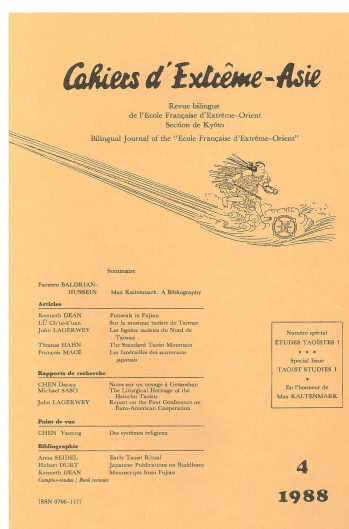 Cahiers d'Extrême-Asie
Revue bilingue
de l'Ecole Française d'Extrême-Orient
Section de Kyōto
Bilingual Journal of the "Ecole Française d'Extrême-Orient"
Sommaire
Farzeen BALDRIAN-
HUSSEIN Max Kaltenmark: A Bibliography
Articles
Kenneth DEAN Funerals in Fujian
LÜ Ch'ui-k'uan Sur la musique taoïste de Taiwan
John LAGERWEY Les lignées taoïstes du Nord de
Taiwan
Thomas HAHN The Standard Taoist Mountain
François MACÉ Les funérailles des souverains
japonais
Rapports de recherche
CHEN Dacan Notes sur un voyage à Gezaoshan
Michael SASO The Liturgical Heritage of the
Hsinchu Taoists
John LAGERWEY Report on the First Conference on
Euro-American Cooperation
Point de vue
CHEN Yaoting Des systèmes religieux
Bibliographie
Anna SEIDEL Early Taoist Ritual
Hubert DURT Japanese Publications on Buddhism
Kenneth DEAN Manuscripts from Fujian
Comptes-rendus / Book reviews
ISSN 0766-1177
Numéro spécial
ÉTUDES TAOÏSTES I
* * *
Special Issue
TAOIST STUDIES I
En l'honneur de
Max KALTENMARK
4
1988